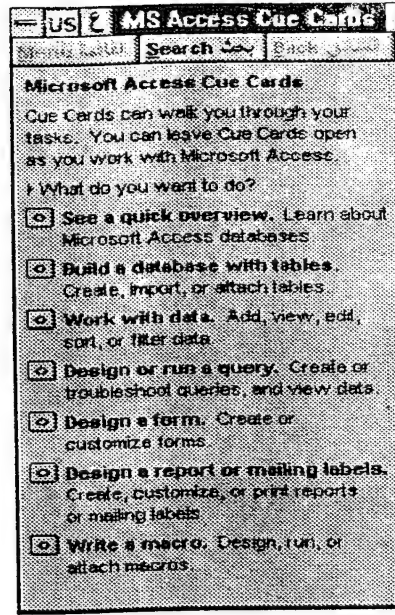 US ع MS Access Cue Cards
Menu Search بحث Back
Microsoft Access Cue Cards
Cue Cards can walk you through your
tasks. You can leave Cue Cards open
as you work with Microsoft Access.
What do you want to do?
See a quick overview. Learn about
Microsoft Access databases.
Build a database with tables.
Create, import, or attach tables.
Work with data. Add, view, edit,
sort, or filter data.
Design or run a query. Create or
troubleshoot queries, and view data.
Design a form. Create or
customize forms.
Design a report or mailing labels.
Create, customize, or print reports
or mailing labels.
Write a macro. Design, run, or
attach macros.